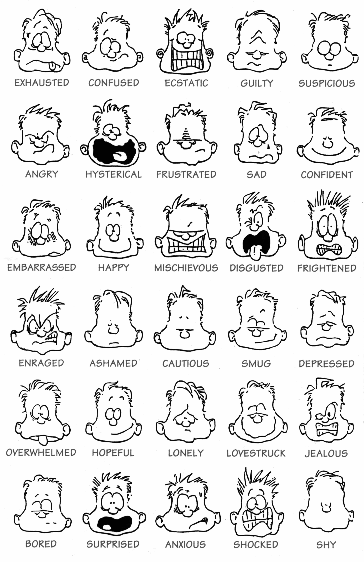 EXHAUSTED CONFUSED ECSTATIC GUILTY SUSPICIOUS
ANGRY HYSTERICAL FRUSTRATED SAD CONFIDENT
EMBARRASSED HAPPY MISCHIEVOUS DISGUSTED FRIGHTENED
ENRAGED ASHAMED CAUTIOUS SMUG DEPRESSED
OVERWHELMED HOPEFUL LONELY LOVESTRUCK JEALOUS
BORED SURPRISED ANXIOUS SHOCKED SHY